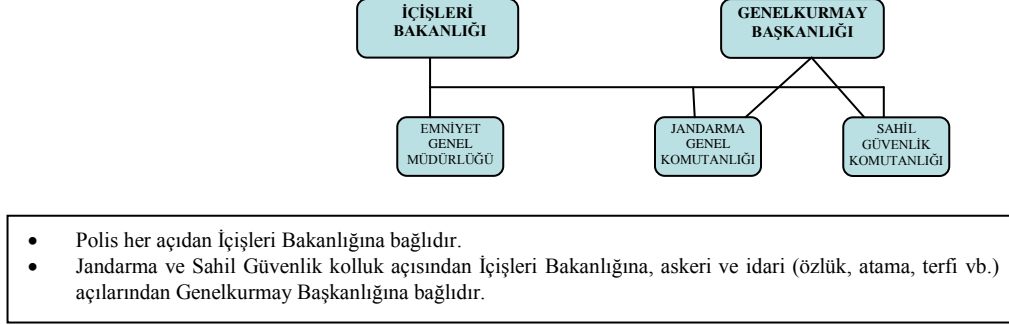 İÇİŞLERİ
BAKANLIĞI
GENELKURMAY
BAŞKANLIĞI
EMNİYET
GENEL
MÜDÜRLÜĞÜ
JANDARMA
GENEL
KOMUTANLIĞI
SAHİL
GÜVENLİK
KOMUTANLIĞI
• Polis her açıdan İçişleri Bakanlığına bağlıdır.
• Jandarma ve Sahil Güvenlik kolluk açısından İçişleri Bakanlığına, askeri ve idari (özlük, atama, terfi vb.)
açılarından Genelkurmay Başkanlığına bağlıdır.